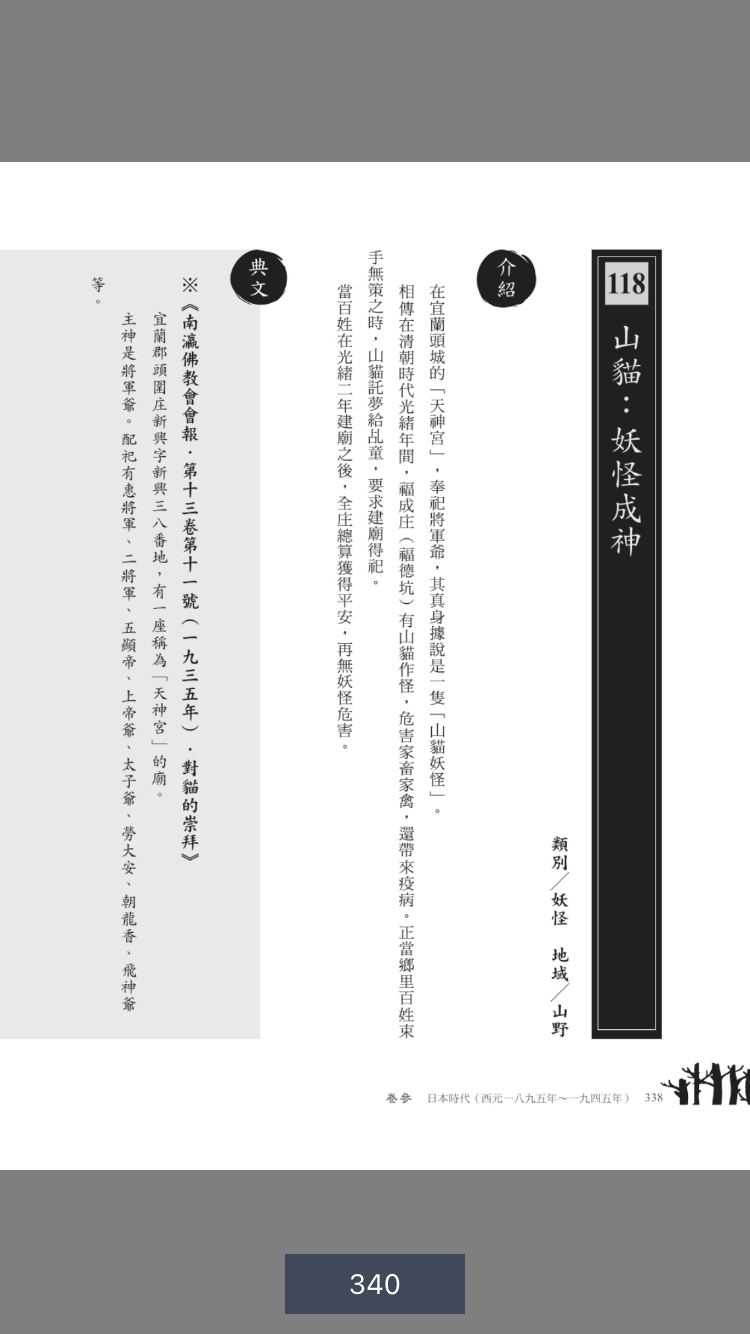 118
山貓：妖怪成神
類別／妖怪　地域／山野
介紹
在宜蘭頭城的「天神宮」，奉祀將軍爺，其真身據說是一隻「山貓妖怪」。
相傳在清朝時代光緒年間，福成庄（福德坑）有山貓作怪，危害家畜家禽，還帶來疫病。正當鄉里百姓束
手無策之時，山貓託夢給乩童，要求建廟得祀。
當百姓在光緒二年建廟之後，全庄總算獲得平安，再無妖怪危害。
典文
※《南瀛佛教會會報．第十三卷第十一號（一九三五年）．對貓的崇拜》
宜蘭郡頭圍庄新興字新興三八番地，有一座稱為「天神宮」的廟。
主神是將軍爺。配祀有惠將軍、二將軍、五顯帝、上帝爺、太子爺、勞大安、朝龍香、飛神爺
等。
卷參　日本時代（西元一八九五年～一九四五年）　338
340